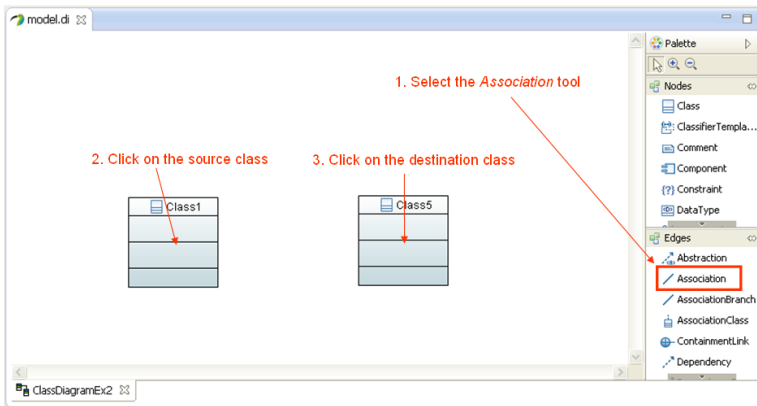 model.di
Palette
1. Select the Association tool
Nodes
Class
ClassifierTempla...
2. Click on the source class
3. Click on the destination class
Comment
Component
{?} Constraint
DataType
Class1
Class5
Edges
Abstraction
Association
AssociationBranch
AssociationClass
ContainmentLink
Dependency
ClassDiagramEx2